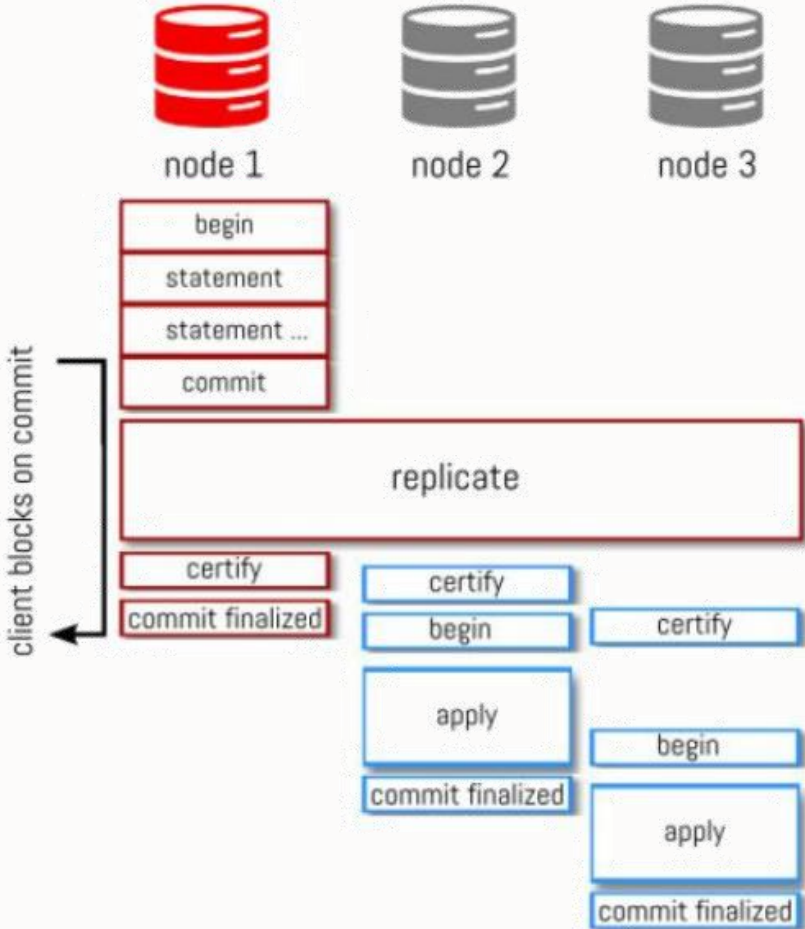 node 1
node 2
node 3
begin
statement
statement ...
commit
client blocks on commit
replicate
certify
commit finalized
certify
begin
apply
commit finalized
certify
begin
apply
commit finalized